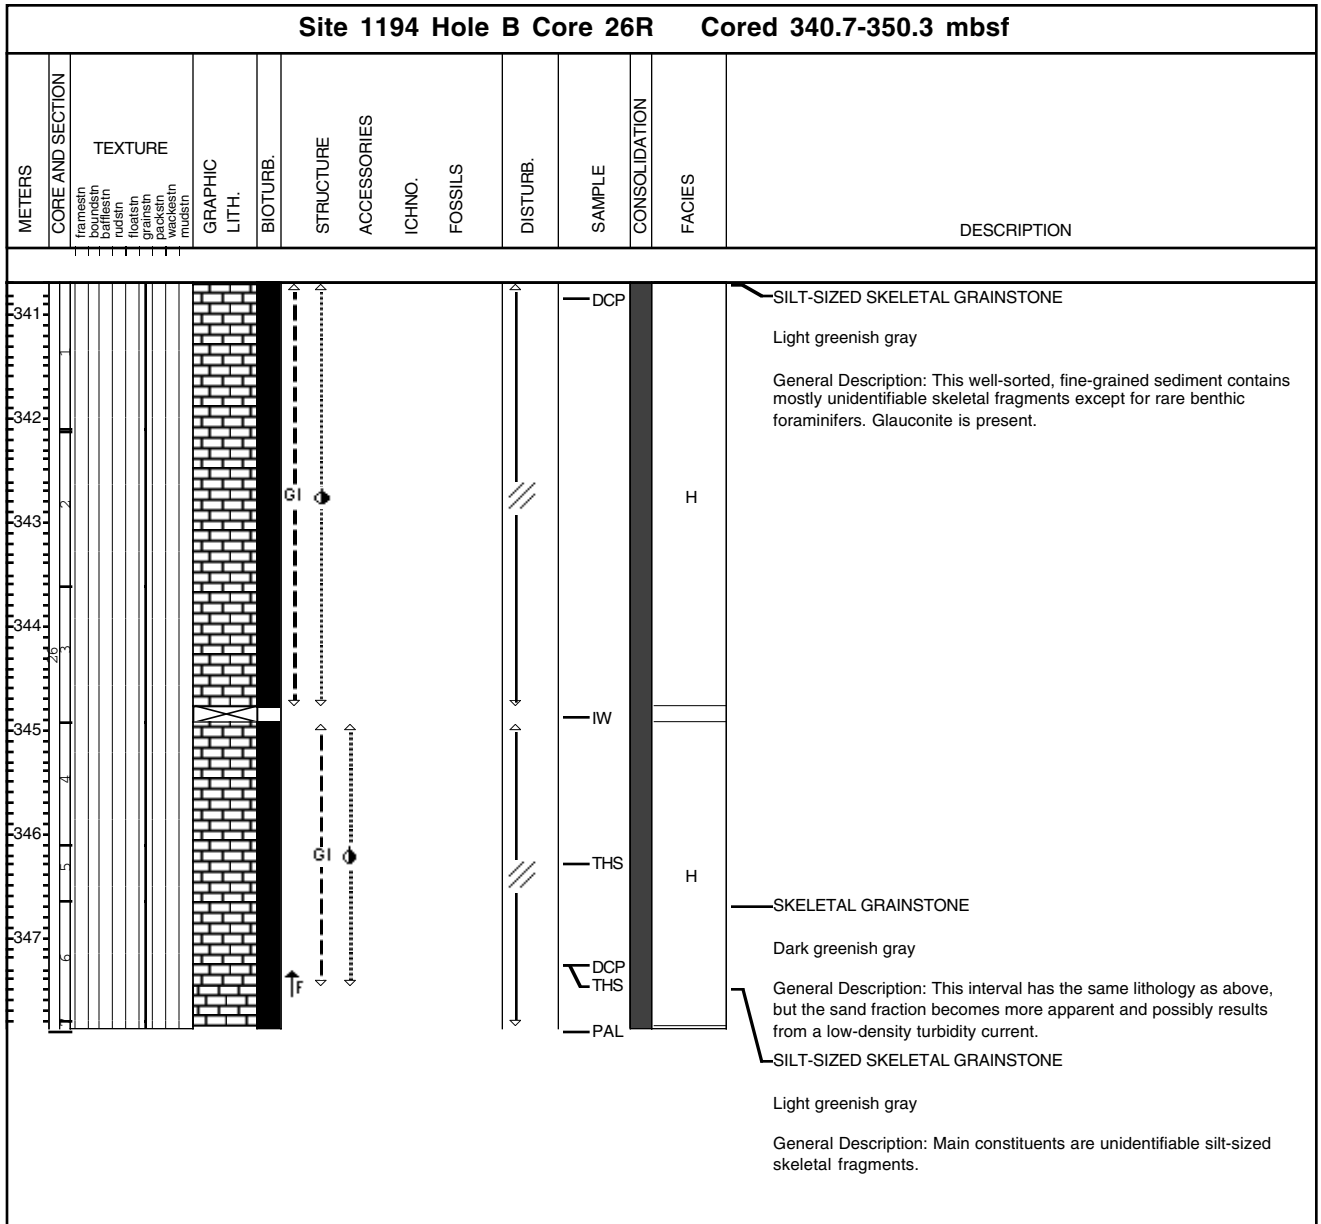 Site 1194 Hole B Core 26R Cored 340.7-350.3 mbsf
METERS
CORE AND SECTION
TEXTURE
framestn
boundstn
bafflestn
rudstn
floatstn
grainstn
packstn
wackestn
mudstn
GRAPHIC
LITH.
BIOTURB.
STRUCTURE
ACCESSORIES
ICHNO.
FOSSILS
DISTURB.
SAMPLE
CONSOLIDATION
FACIES
DESCRIPTION
341
342
343
344
345
346
347
26
1
2
3
4
5
6
7
GI
GI
F
DCP
IW
THS
DCP
THS
PAL
H
H
SILT-SIZED SKELETAL GRAINSTONE
Light greenish gray
General Description: This well-sorted, fine-grained sediment contains
mostly unidentifiable skeletal fragments except for rare benthic
foraminifers. Glauconite is present.
SKELETAL GRAINSTONE
Dark greenish gray
General Description: This interval has the same lithology as above,
but the sand fraction becomes more apparent and possibly results
from a low-density turbidity current.
SILT-SIZED SKELETAL GRAINSTONE
Light greenish gray
General Description: Main constituents are unidentifiable silt-sized
skeletal fragments.